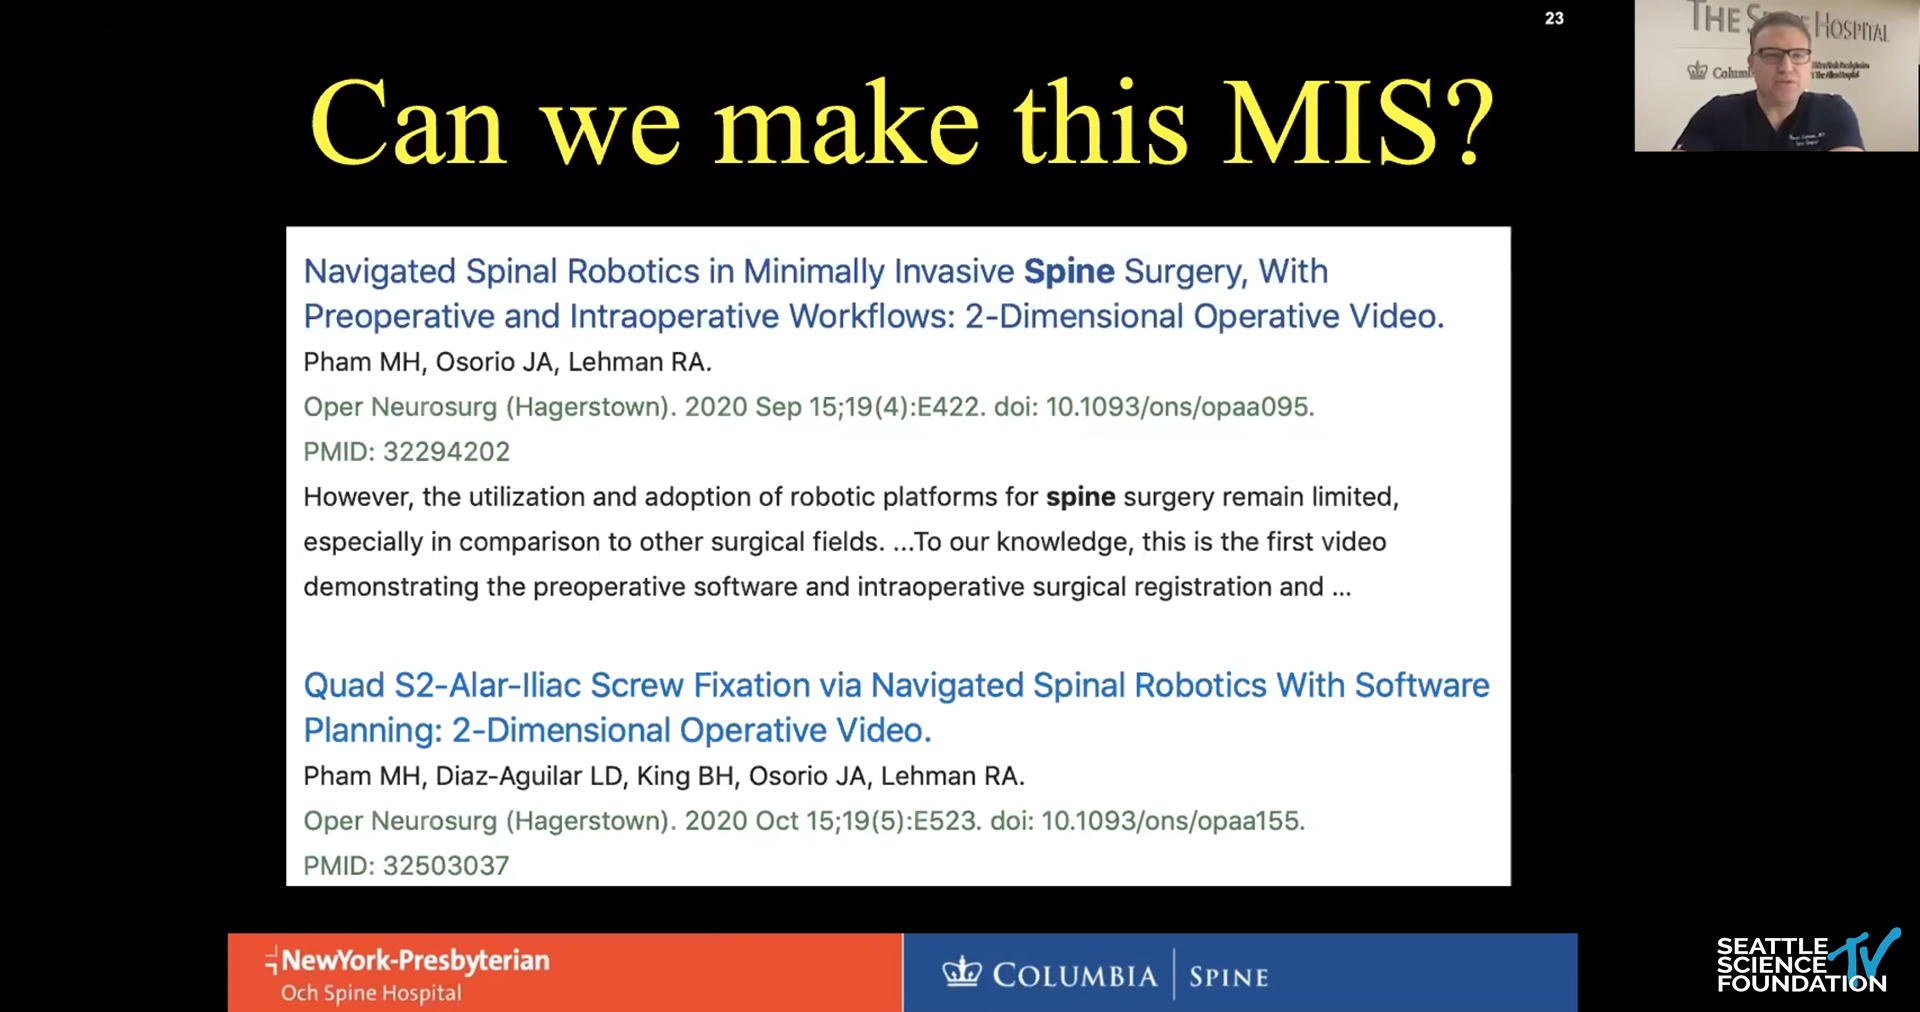 23
THE SPINE HOSPITAL
Can we make this MIS?
Navigated Spinal Robotics in Minimally Invasive Spine Surgery, With
Preoperative and Intraoperative Workflows: 2-Dimensional Operative Video.
Pham MH, Osorio JA, Lehman RA.
Oper Neurosurg (Hagerstown). 2020 Sep 15;19(4):E422. doi: 10.1093/ons/opaa095.
PMID: 32294202
However, the utilization and adoption of robotic platforms for spine surgery remain limited,
especially in comparison to other surgical fields. ...To our knowledge, this is the first video
demonstrating the preoperative software and intraoperative surgical registration and ...
Quad S2-Alar-Iliac Screw Fixation via Navigated Spinal Robotics With Software
Planning: 2-Dimensional Operative Video.
Pham MH, Diaz-Aguilar LD, King BH, Osorio JA, Lehman RA.
Oper Neurosurg (Hagerstown). 2020 Oct 15;19(5):E523. doi: 10.1093/ons/opaa155.
PMID: 32503037
NewYork-Presbyterian
Och Spine Hospital
COLUMBIA | SPINE
SEATTLE
SCIENCE TV
FOUNDATION